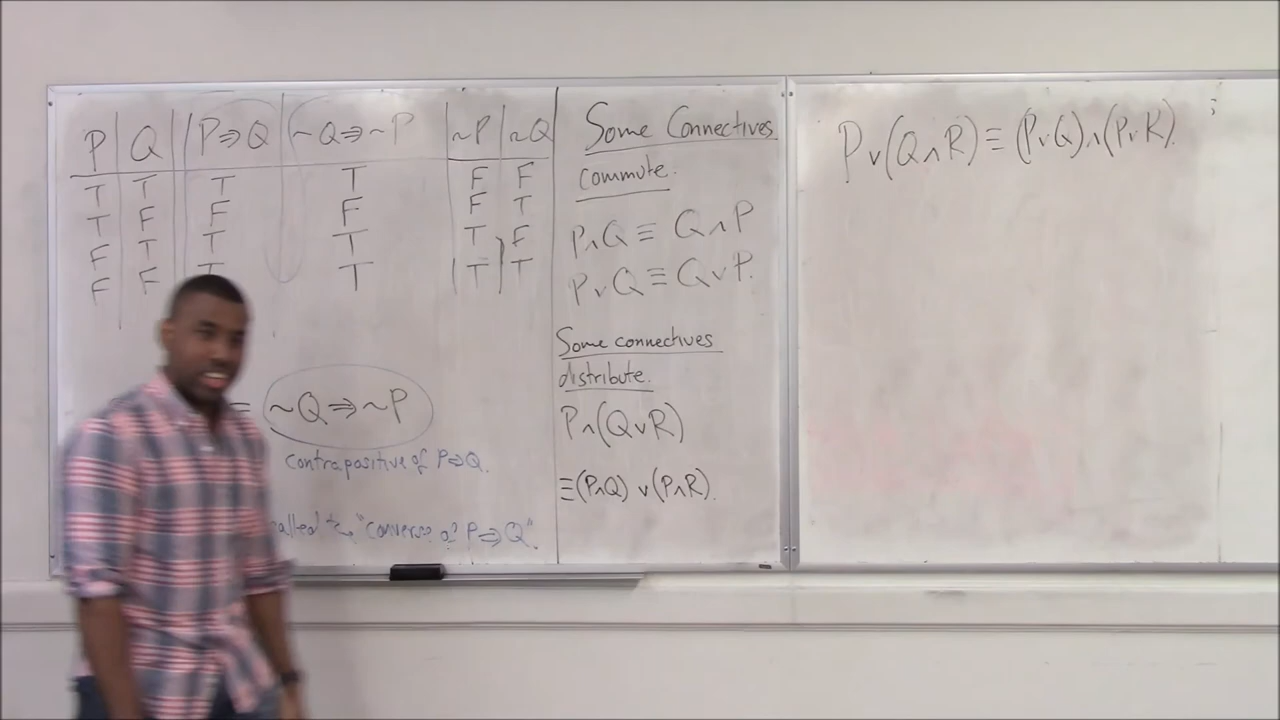 P Q P⇒Q ~Q⇒~P ~P ~Q
T T T T F F
T F F F F T
F T T T T F
F F T T T T
≡ ~Q⇒~P
contrapositive of P⇒Q.
called the "converse of P⇒Q".
Some Connectives
commute.
P∧Q ≡ Q∧P
P∨Q ≡ Q∨P.
Some connectives
distribute.
P∧(Q∨R)
≡(P∧Q) ∨(P∧R).
P∨(Q∧R) ≡ (P∨Q)∧(P∨R).